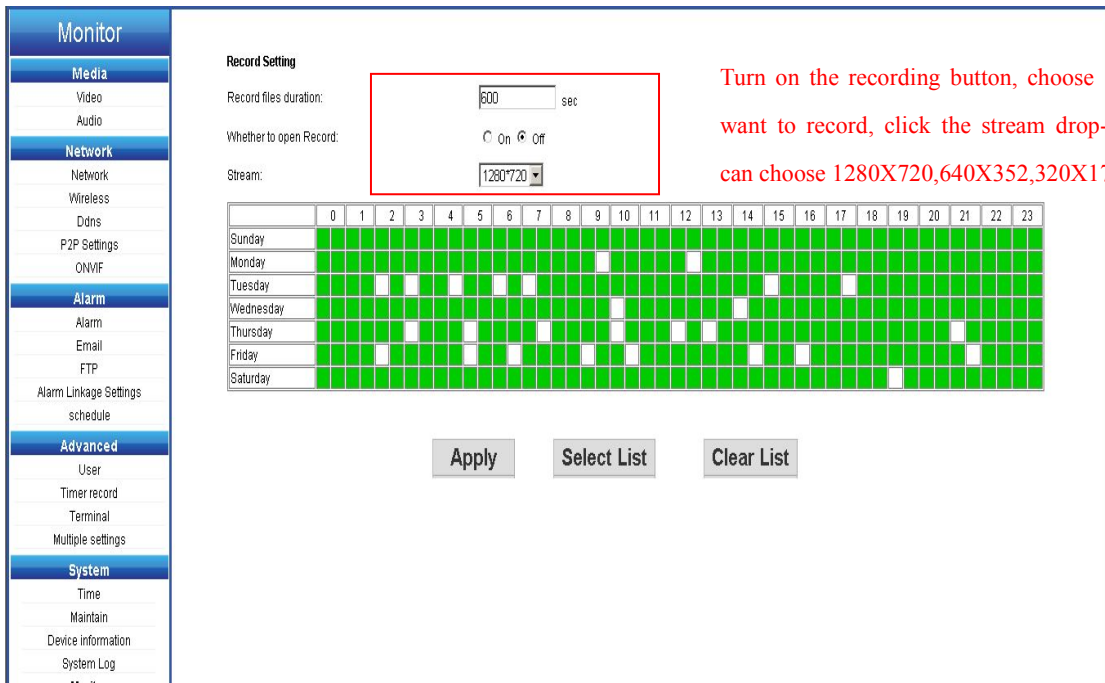 Monitor
Media
Video
Audio
Network
Network
Wireless
Ddns
P2P Settings
ONVIF
Alarm
Alarm
Email
FTP
Alarm Linkage Settings
schedule
Advanced
User
Timer record
Terminal
Multiple settings
System
Time
Maintain
Device information
System Log
Record Setting
Record files duration: 600 sec
Whether to open Record: On Off
Stream: 1280*720
Turn on the recording button, choose
want to record, click the stream drop-
can choose 1280X720,640X352,320X17
0 1 2 3 4 5 6 7 8 9 10 11 12 13 14 15 16 17 18 19 20 21 22 23
Sunday
Monday
Tuesday
Wednesday
Thursday
Friday
Saturday
Apply Select List Clear List